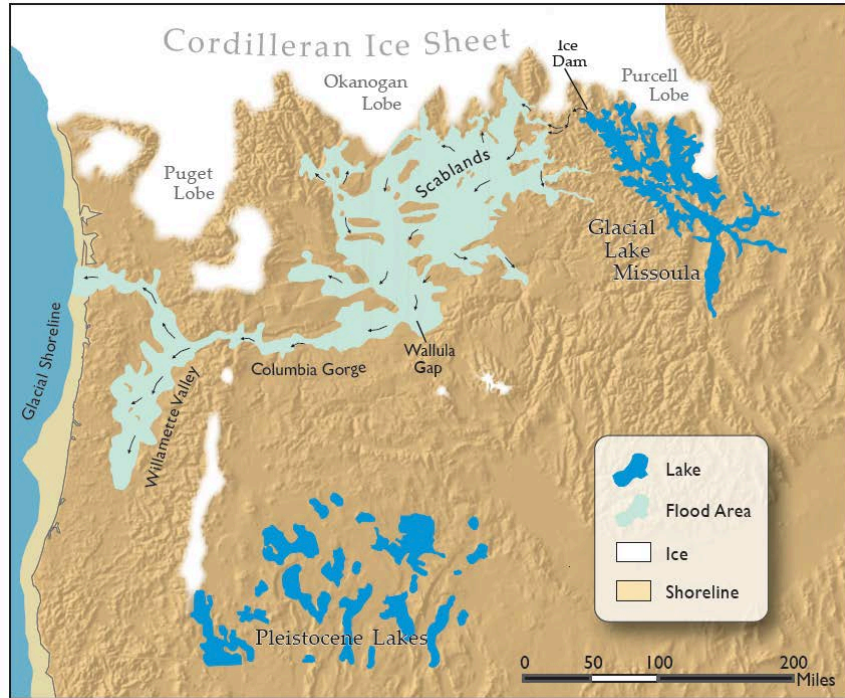 Cordilleran Ice Sheet
Ice
Dam
Okanogan
Lobe
Purcell
Lobe
Puget
Lobe
Scablands
Glacial
Lake
Missoula
Glacial Shoreline
Wallula
Gap
Columbia Gorge
Willamette Valley
Lake
Flood Area
Ice
Shoreline
Pleistocene Lakes
0 50 100 200
Miles